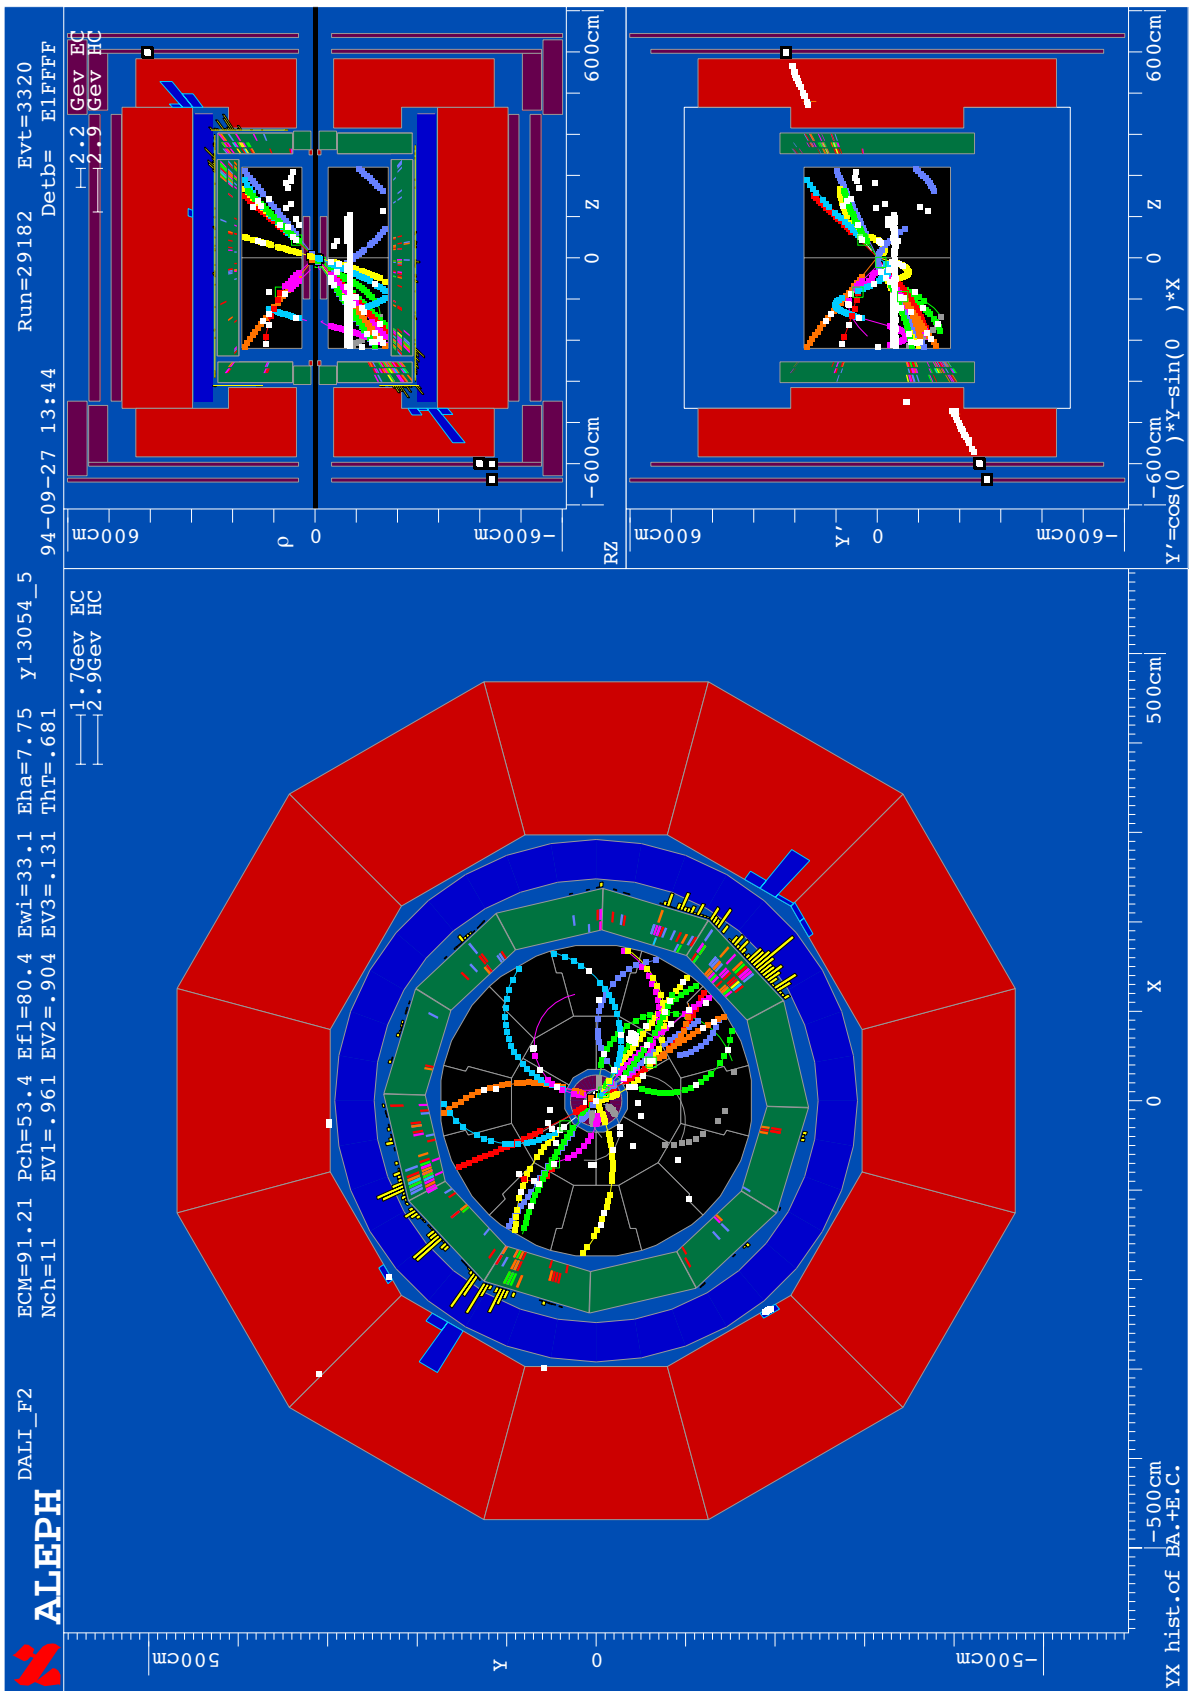 ALEPH DALI_F2 ECM=91.21 Pch=53.4 Efl=80.4 Ewi=33.1 Eha=7.75 y13054_5 94-09-27 13:44 Run=29182 Evt=3320
Nch=11 EV1=.961 EV2=.904 EV3=.131 ThT=.681 Detb= E1FFFF
1.7Gev EC
2.9Gev HC
500cm
Y
0
-500cm
-500cm
0
X
500cm
YX hist.of BA.+E.C.
2.2 Gev EC
2.9 Gev HC
600cm
ρ
0
-600cm
-600cm
0
Z
600cm
RZ
600cm
Y'
0
-600cm
-600cm
0
Z
600cm
Y'=cos(0 )*Y-sin(0 )*X